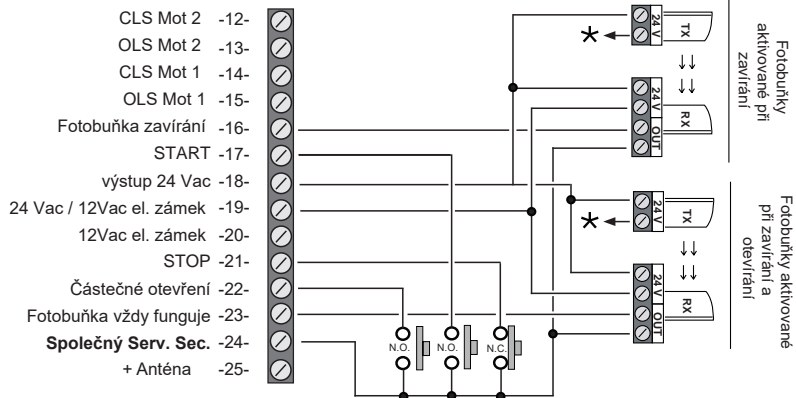 CLS Mot 2 -12-
OLS Mot 2 -13-
CLS Mot 1 -14-
OLS Mot 1 -15-
Fotobuňka zavírání -16-
START -17-
výstup 24 Vac -18-
24 Vac / 12Vac el. zámek -19-
12Vac el. zámek -20-
STOP -21-
Částečné otevření -22-
Fotobuňka vždy funguje -23-
Společný Serv. Sec. -24-
+ Anténa -25-
N.O.
N.O.
N.C.
24 V
TX
24 V
OUT
RX
Fotobuňky
aktivované při
zavírání
24 V
TX
24 V
OUT
RX
Fotobuňky aktivované
při zavírání a
otevírání